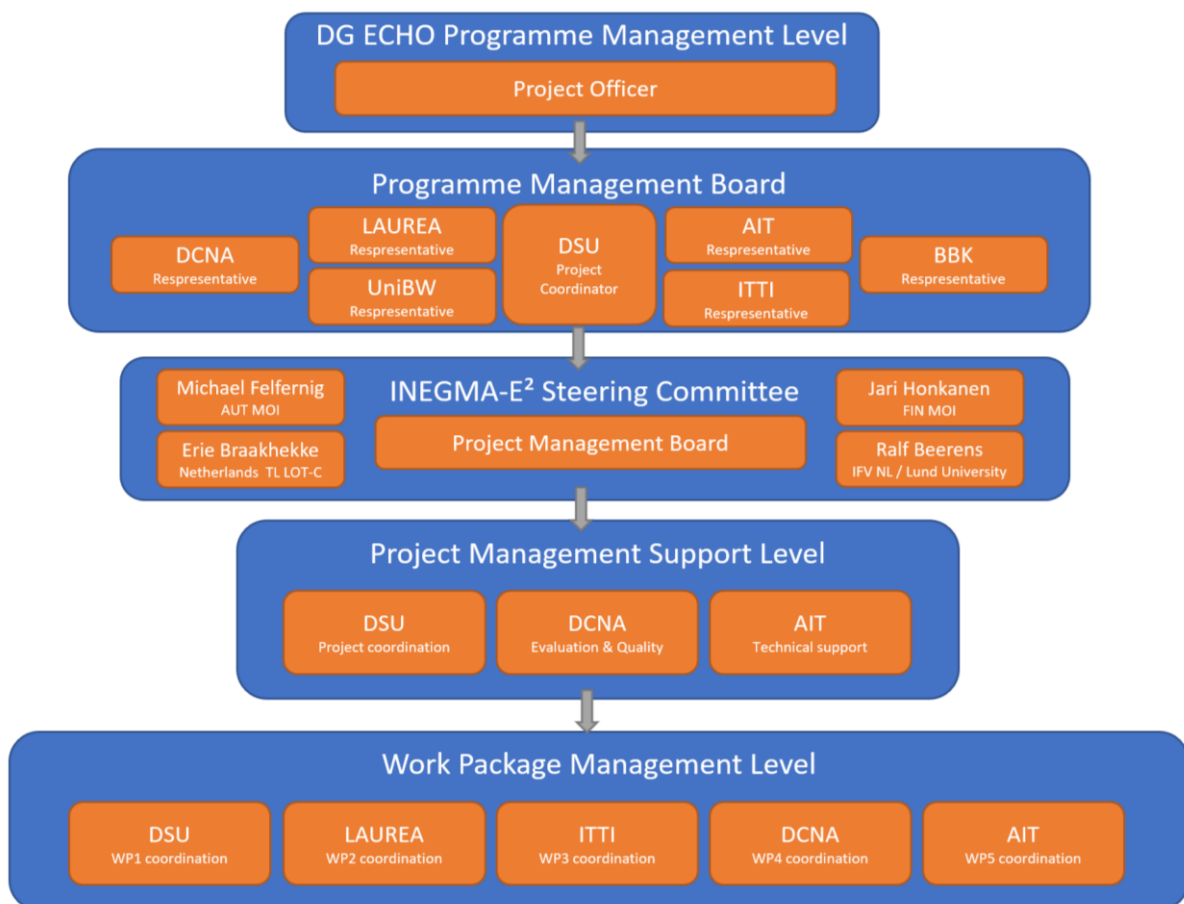 DG ECHO Programme Management Level
Project Officer
Programme Management Board
DCNA
Respresentative
LAUREA
Respresentative
UniBW
Respresentative
DSU
Project
Coordinator
AIT
Respresentative
ITTI
Respresentative
BBK
Respresentative
INEGMA-E² Steering Committee
Michael Felfernig
AUT MOI
Erie Braakhekke
Netherlands TL LOT-C
Project Management Board
Jari Honkanen
FIN MOI
Ralf Beerens
IFV NL / Lund University
Project Management Support Level
DSU
Project coordination
DCNA
Evaluation & Quality
AIT
Technical support
Work Package Management Level
DSU
WP1 coordination
LAUREA
WP2 coordination
ITTI
WP3 coordination
DCNA
WP4 coordination
AIT
WP5 coordination